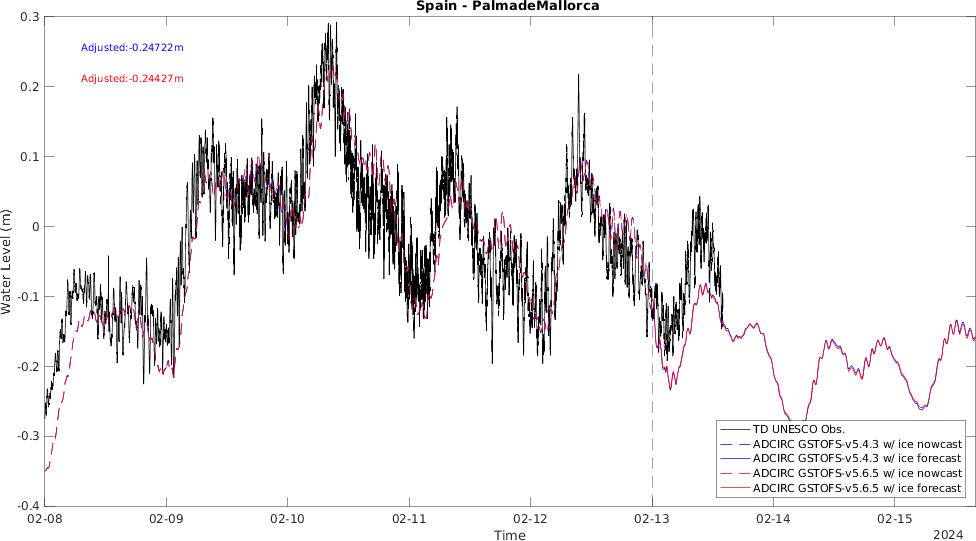 Spain - PalmadeMallorca
Adjusted:-0.24722m
Adjusted:-0.24427m
Water Level (m)
0.3
0.2
0.1
0
-0.1
-0.2
-0.3
-0.4
TD UNESCO Obs.
ADCIRC GSTOFS-v5.4.3 w/ ice nowcast
ADCIRC GSTOFS-v5.4.3 w/ ice forecast
ADCIRC GSTOFS-v5.6.5 w/ ice nowcast
ADCIRC GSTOFS-v5.6.5 w/ ice forecast
02-08 02-09 02-10 02-11 02-12 02-13 02-14 02-15
Time
2024